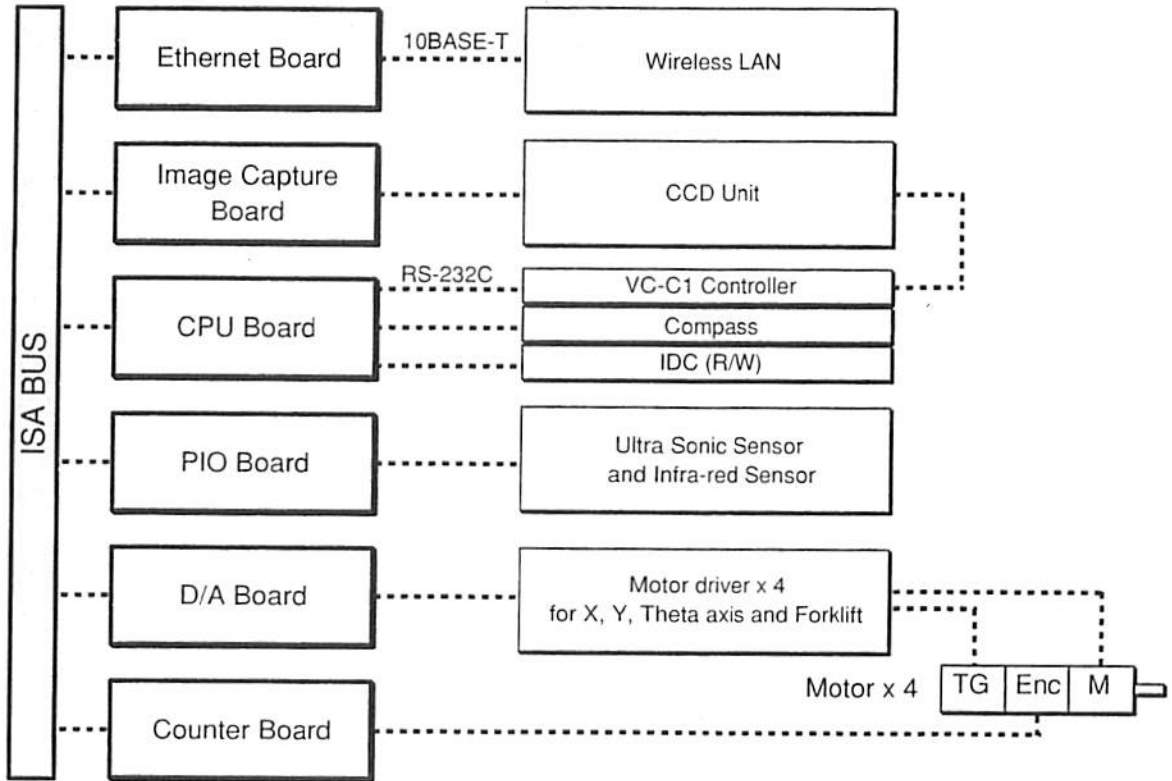 ISA BUS
Ethernet Board
10BASE-T
Wireless LAN
Image Capture
Board
CCD Unit
CPU Board
RS-232C
VC-C1 Controller
Compass
IDC (R/W)
PIO Board
Ultra Sonic Sensor
and Infra-red Sensor
D/A Board
Motor driver x 4
for X, Y, Theta axis and Forklift
Motor x 4
TG
Enc
M
Counter Board